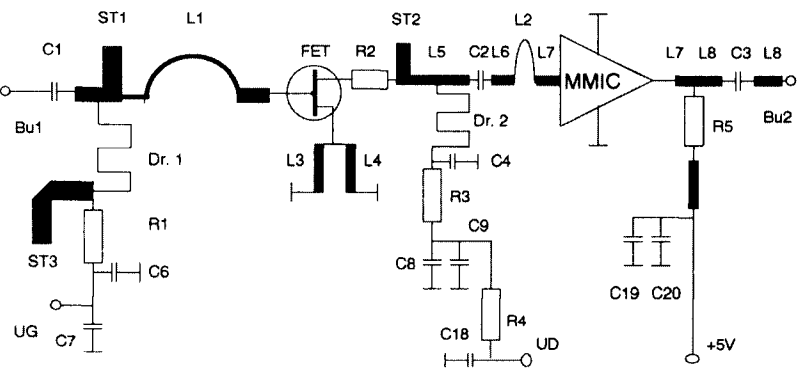 ST1 L1 ST2 L2
C1 FET R2 L5 C2 L6 L7 MMIC L7 L8 C3 L8
Bu1 Dr. 1 Dr. 2 R5 Bu2
L3 L4 C4
R1 R3
ST3 C9
C6 C8
UG C7 C18 R4 UD C19 C20
+5V